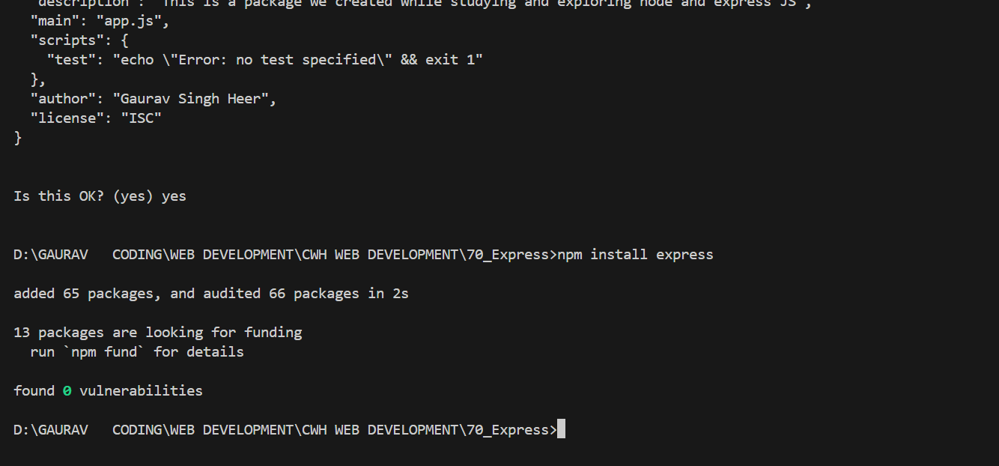 "description": "This is a package we created while studying and exploring node and express JS",
"main": "app.js",
"scripts": {
"test": "echo \"Error: no test specified\" && exit 1"
},
"author": "Gaurav Singh Heer",
"license": "ISC"
}
Is this OK? (yes) yes
D:\GAURAV   CODING\WEB DEVELOPMENT\CWH WEB DEVELOPMENT\70_Express>npm install express
added 65 packages, and audited 66 packages in 2s
13 packages are looking for funding
run `npm fund` for details
found 0 vulnerabilities
D:\GAURAV   CODING\WEB DEVELOPMENT\CWH WEB DEVELOPMENT\70_Express>